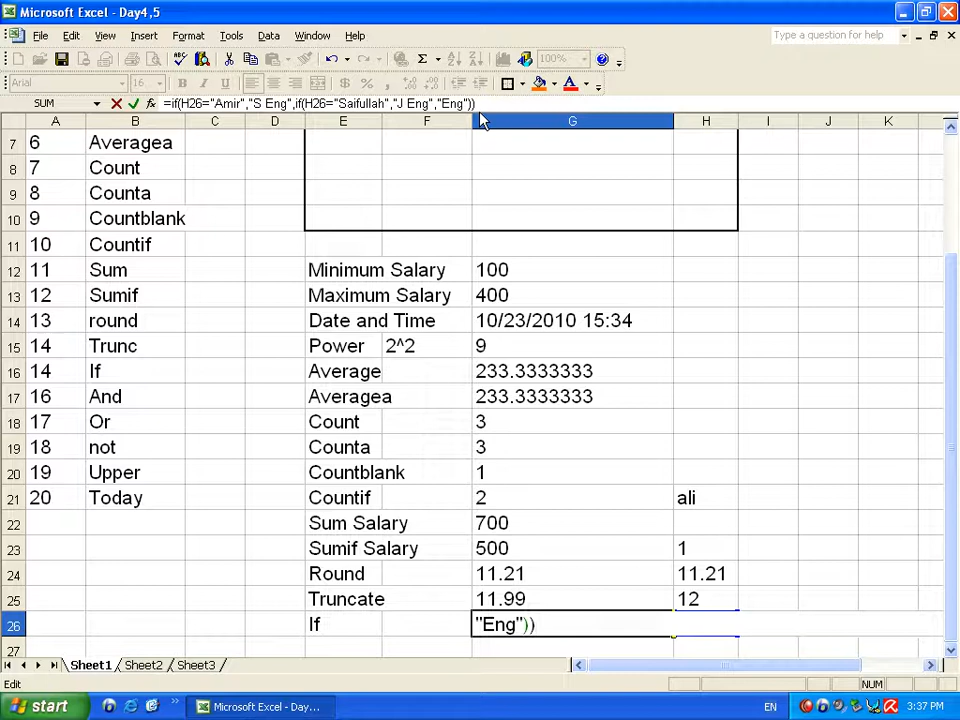 Microsoft Excel - Day4,5
File Edit View Insert Format Tools Data Window Help
Type a question for help
Arial 16 B I U $ % 100%
SUM =if(H26="Amir","S Eng",if(H26="Saifullah","J Eng","Eng"))
A B C D E F G H I J K
7 6 Averagea
8 7 Count
9 8 Counta
10 9 Countblank
11 10 Countif
12 11 Sum Minimum Salary 100
13 12 Sumif Maximum Salary 400
14 13 round Date and Time 10/23/2010 15:34
15 14 Trunc Power 2^2 9
16 14 If Average 233.3333333
17 16 And Averagea 233.3333333
18 17 Or Count 3
19 18 not Counta 3
20 19 Upper Countblank 1
21 20 Today Countif 2 ali
22 Sum Salary 700
23 Sumif Salary 500 1
24 Round 11.21 11.21
25 Truncate 11.99 12
26 If "Eng"))
27
Sheet1 Sheet2 Sheet3
Edit NUM
start Microsoft Excel - Day... EN 3:37 PM